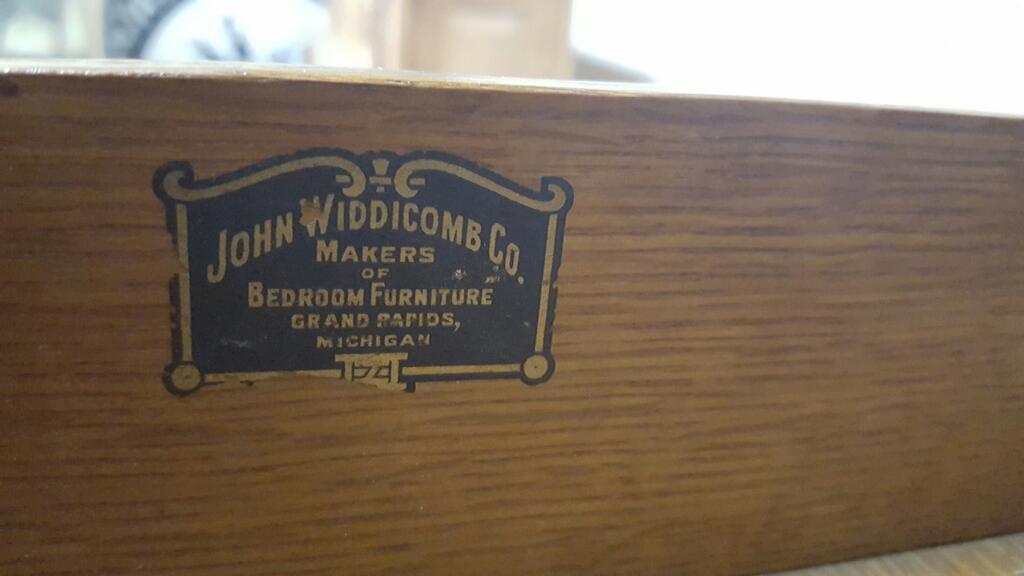 JOHN WIDDICOMB CO.
MAKERS
OF
BEDROOM FURNITURE
GRAND RAPIDS,
MICHIGAN